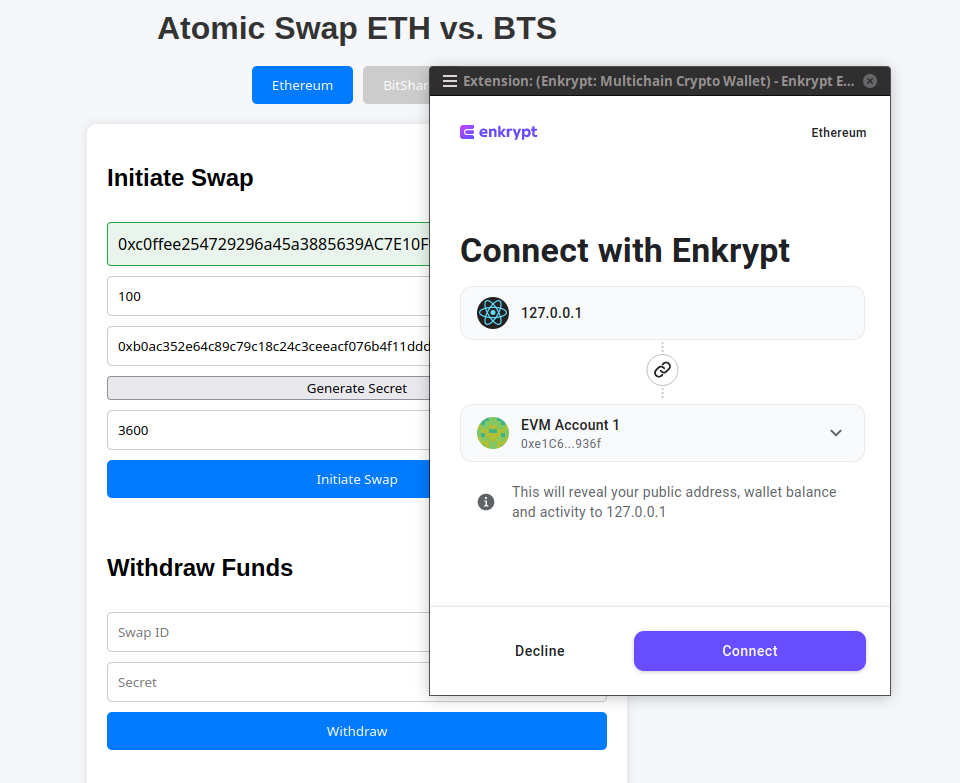 Atomic Swap ETH vs. BTS
Ethereum
BitShar
Initiate Swap
0xc0ffee254729296a45a3885639AC7E10F
100
0xb0ac352e64c89c79c18c24c3ceeacf076b4f11ddd
Generate Secret
3600
Initiate Swap
Withdraw Funds
Swap ID
Secret
Withdraw
Extension: (Enkrypt: Multichain Crypto Wallet) - Enkrypt E...
enkrypt
Ethereum
Connect with Enkrypt
127.0.0.1
EVM Account 1
0xe1C6...936f
This will reveal your public address, wallet balance
and activity to 127.0.0.1
Decline
Connect